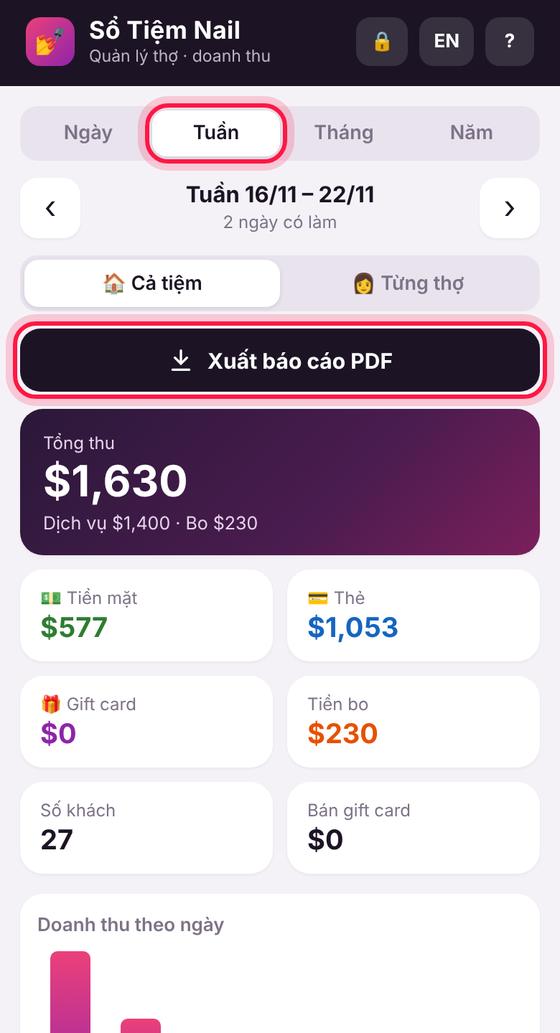 Sổ Tiệm Nail
Quản lý thợ · doanh thu
EN
?
Ngày
Tuần
Tháng
Năm
‹
Tuần 16/11 – 22/11
2 ngày có làm
›
Cả tiệm
Từng thợ
Xuất báo cáo PDF
Tổng thu
$1,630
Dịch vụ $1,400 · Bo $230
Tiền mặt
$577
Thẻ
$1,053
Gift card
$0
Tiền bo
$230
Số khách
27
Bán gift card
$0
Doanh thu theo ngày